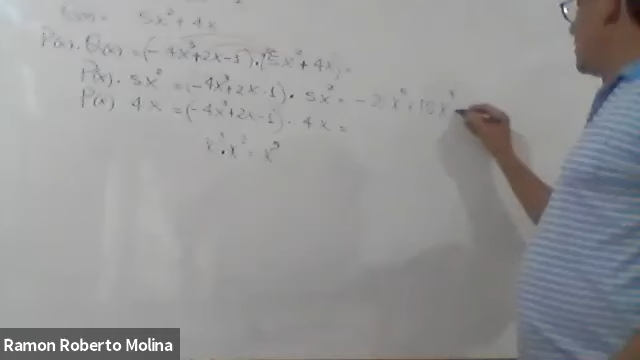 5x² + 4x
P(x) . Q(x) = (- 4x³ + 2x - 1) . (5x² + 4x) =
P(x) . 5x² = (- 4x³ + 2x - 1) . 5x² = - 20x⁵ + 10x³
P(x) 4x = (- 4x³ + 2x - 1) . 4x =
x³ . x² = x⁵
Ramon Roberto Molina